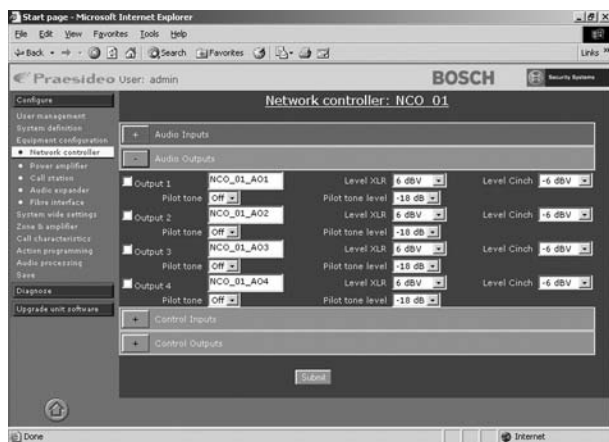 Start page - Microsoft Internet Explorer
File Edit View Favorites Tools Help
Back Search Favorites Links »
Praesideo User: admin BOSCH Security Systems
Configure
User management
System definition
Equipment configuration
Network controller
Power amplifier
Call station
Audio expander
Fibre interface
System wide settings
Zone & amplifier
Call characteristics
Action programming
Audio processing
Save
Diagnose
Upgrade unit software
Network controller: NCO_01
+ Audio Inputs
- Audio Outputs
Output 1 NCO_01_AO1 Level XLR 6 dBV Level Cinch -6 dBV
Pilot tone Off Pilot tone level -18 dB
Output 2 NCO_01_AO2 Level XLR 6 dBV Level Cinch -6 dBV
Pilot tone Off Pilot tone level -18 dB
Output 3 NCO_01_AO3 Level XLR 6 dBV Level Cinch -6 dBV
Pilot tone Off Pilot tone level -18 dB
Output 4 NCO_01_AO4 Level XLR 6 dBV Level Cinch -6 dBV
Pilot tone Off Pilot tone level -18 dB
+ Control Inputs
+ Control Outputs
Submit
Done Internet